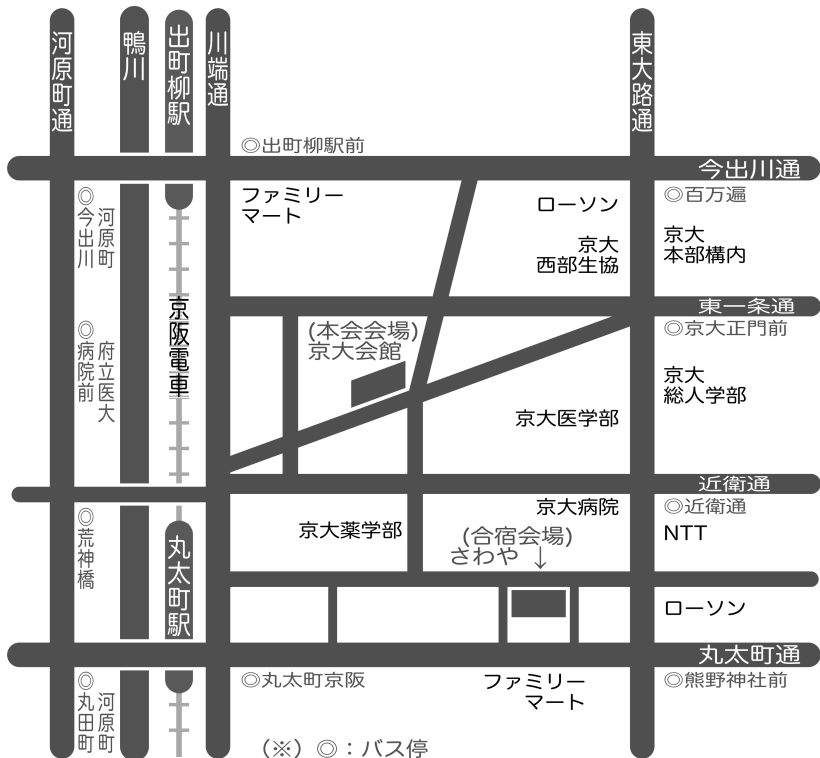 河原町通
鴨川
出町柳駅
川端通
東大路通
◎出町柳駅前
今出川通
◎今出川
河原町
ファミリー
マート
ローソン
◎百万遍
京大
西部生協
京大
本部構内
京阪電車
東一条通
◎病院前
府立医大
(本会会場)
京大会館
◎京大正門前
京大
総人学部
京大医学部
近衛通
◎荒神橋
丸太町駅
京大薬学部
京大病院
(合宿会場)
さわや ↓
◎近衛通
NTT
ローソン
丸太町通
◎丸田町
河原町
◎丸太町京阪
ファミリー
マート
◎熊野神社前
(※) ◎：バス停